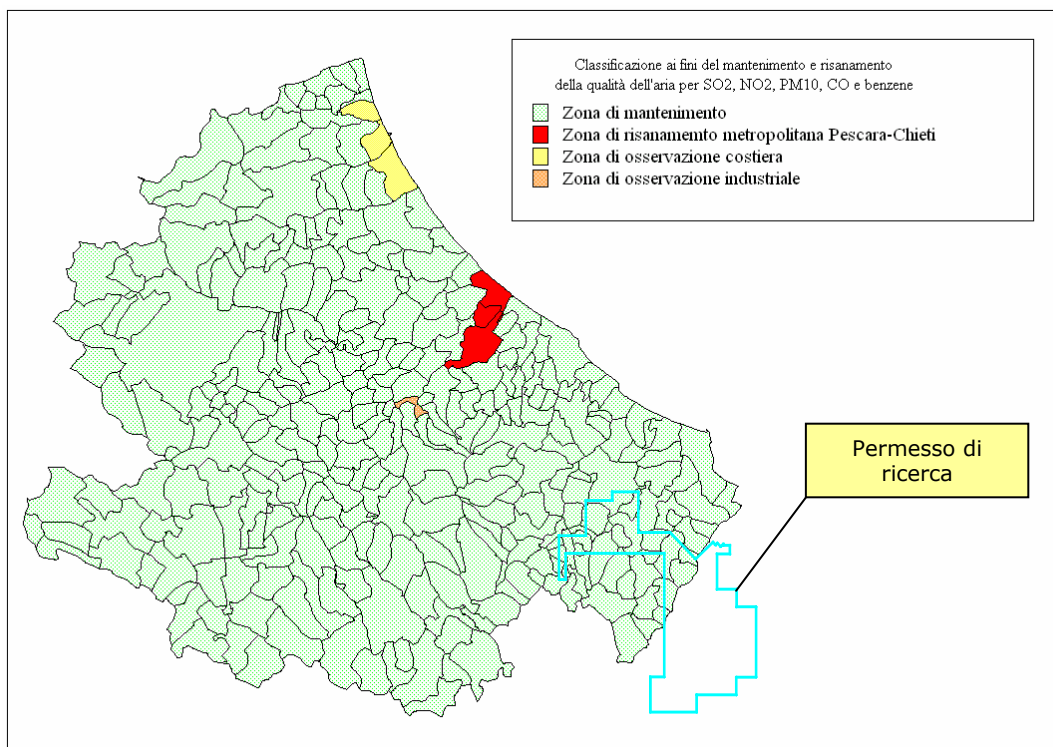 Classificazione ai fini del mantenimento e risanamento
della qualità dell'aria per SO2, NO2, PM10, CO e benzene
Zona di mantenimento
Zona di risanamento metropolitana Pescara-Chieti
Zona di osservazione costiera
Zona di osservazione industriale
Permesso di
ricerca